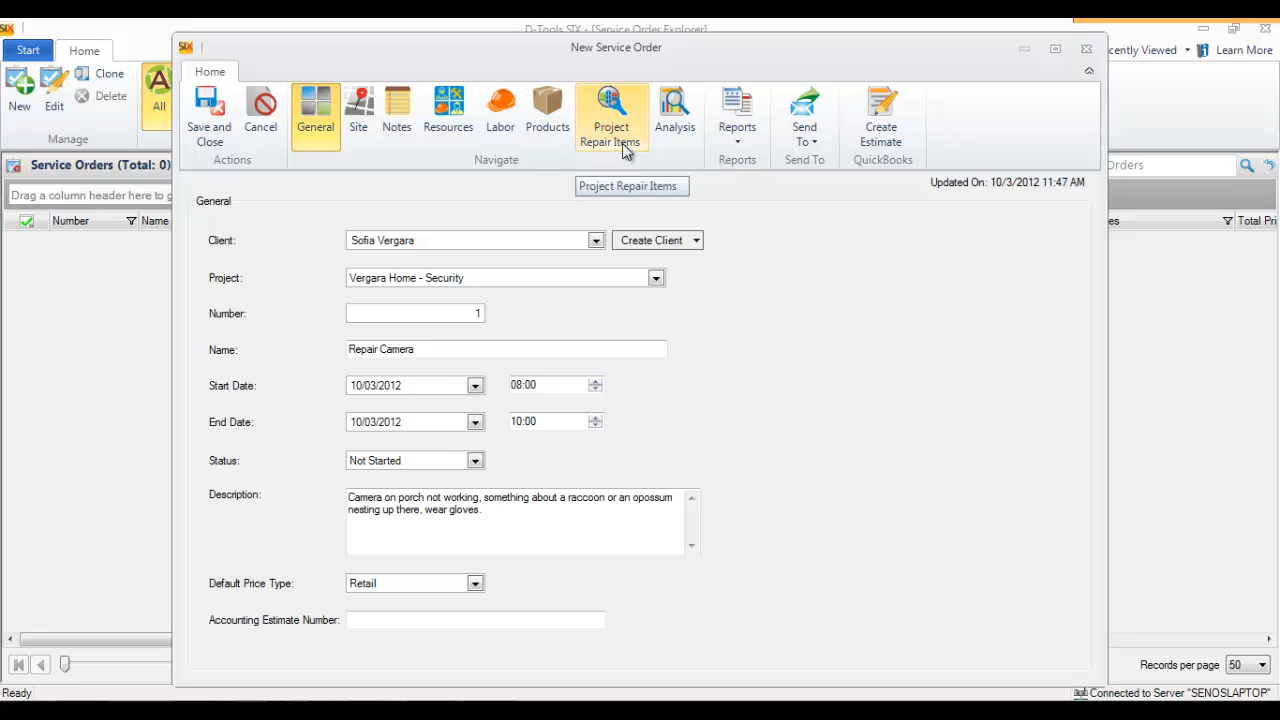 D-Tools SIX - [Service Order Explorer]
SIX
SIX
New Service Order
Start
Home
Home
cently Viewed
Learn More
New
Edit
Clone
Delete
All
Manage
Save and Close
Cancel
Actions
General
Site
Notes
Resources
Labor
Products
Project Repair Items
Analysis
Navigate
Reports
Reports
Send To
Send To
Create Estimate
QuickBooks
Service Orders (Total: 0)
Orders
Project Repair Items
Updated On: 10/3/2012 11:47 AM
Drag a column header here to g
Number
Name
es
Total Pri
General
Client:
Sofia Vergara
Create Client
Project:
Vergara Home - Security
Number:
1
Name:
Repair Camera
Start Date:
10/03/2012
08:00
End Date:
10/03/2012
10:00
Status:
Not Started
Description:
Camera on porch not working, something about a raccoon or an opossum
nesting up there, wear gloves.
Default Price Type:
Retail
Accounting Estimate Number:
Records per page
50
Ready
Connected to Server "SENOSLAPTOP"